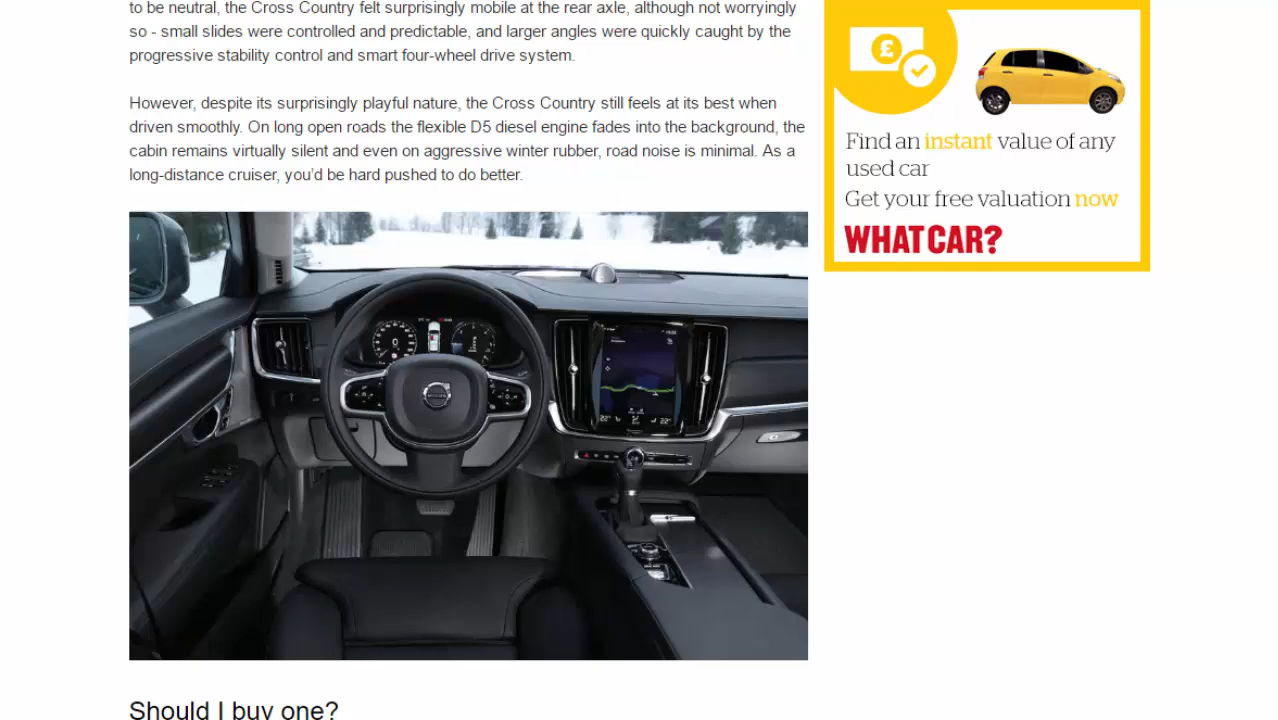 to be neutral, the Cross Country felt surprisingly mobile at the rear axle, although not worryingly
so - small slides were controlled and predictable, and larger angles were quickly caught by the
progressive stability control and smart four-wheel drive system.
However, despite its surprisingly playful nature, the Cross Country still feels at its best when
driven smoothly. On long open roads the flexible D5 diesel engine fades into the background, the
cabin remains virtually silent and even on aggressive winter rubber, road noise is minimal. As a
long-distance cruiser, you'd be hard pushed to do better.
Should I buy one?
£
Find an instant value of any
used car
Get your free valuation now
WHATCAR?
0
22°
22°